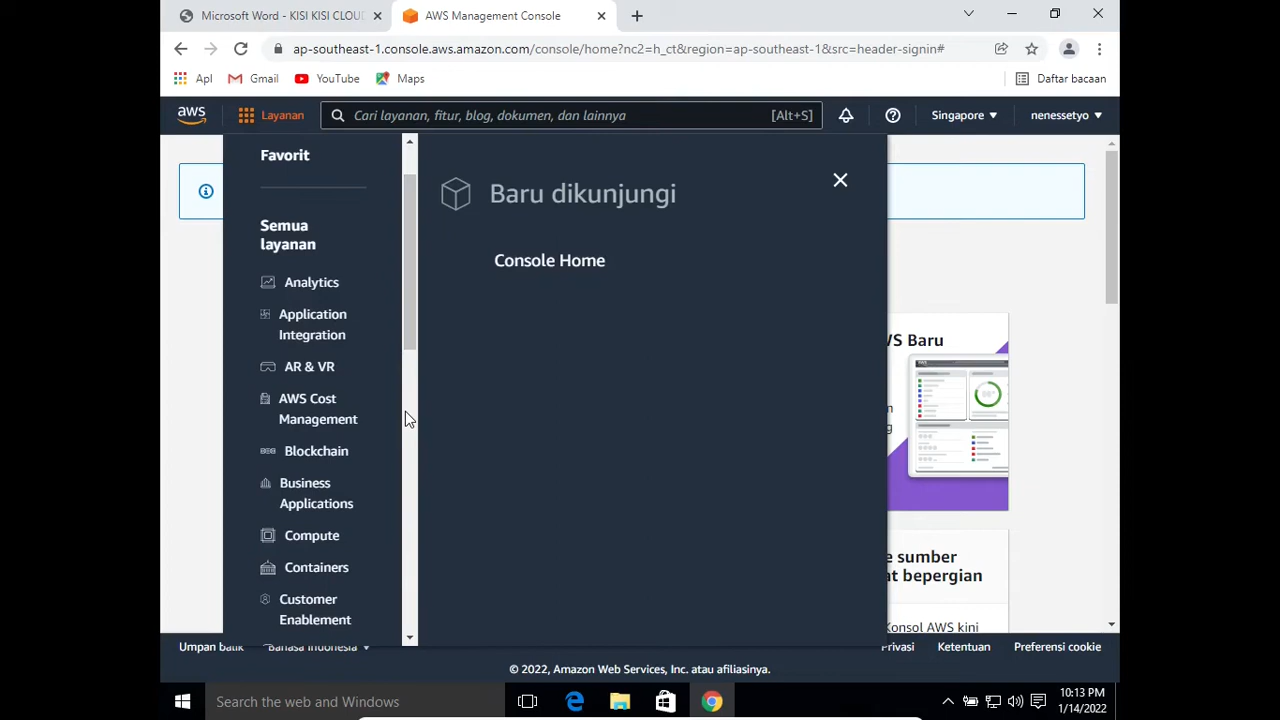 Microsoft Word - KISI KISI CLOUD
AWS Management Console
ap-southeast-1.console.aws.amazon.com/console/home?nc2=h_ct&region=ap-southeast-1&src=header-signin#
Apl
Gmail
YouTube
Maps
Daftar bacaan
aws
Layanan
Cari layanan, fitur, blog, dokumen, dan lainnya
[Alt+S]
Singapore
nenessetyo
Favorit
Semua
layanan
Analytics
Application
Integration
AR & VR
AWS Cost
Management
Blockchain
Business
Applications
Compute
Containers
Customer
Enablement
Baru dikunjungi
Console Home
WS Baru
e sumber
at bepergian
Konsol AWS kini
Umpan balik
Bahasa Indonesia
Privasi
Ketentuan
Preferensi cookie
© 2022, Amazon Web Services, Inc. atau afiliasinya.
Search the web and Windows
10:13 PM
1/14/2022